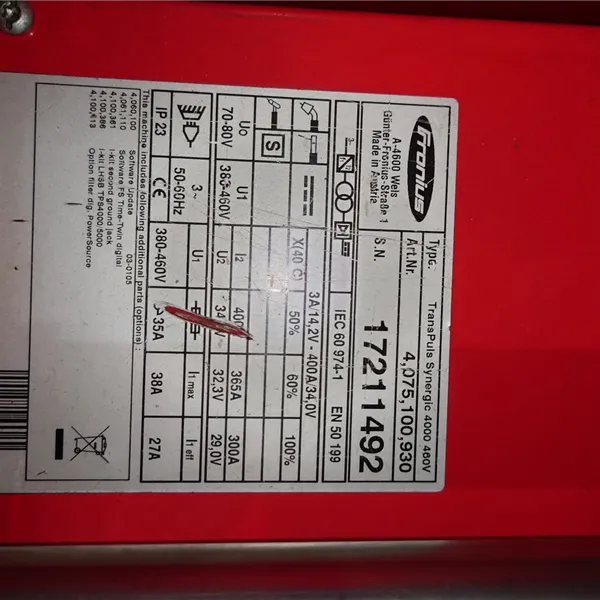 Fronius
A-4600 Wels
Günter-Fronius-Straße 1
Made in Austria
Type: TransPuls Synergic 4000 460V
Art.Nr. 4,075,100,930
S.N. 17211492
IEC 60 974-1 EN 50 199
3A/14,2V - 400A/34,0V
X(40°C) 50% 60% 100%
S
I2 400 365A 300A
Uo 70-80V U1 380-460V U2 34 32,3V 29,0V
3~ 50-60Hz U1 380-460V 35A I1 max 38A I1 eff 27A
IP 23 CE
This machine includes following additional parts (options):
4,060,100 Software Update 03-0105
4,061,110 Software F5 Time-Twin digital
4,100,361 I-kit second ground jack
4,100,386 I-kit LHSB TPS4000/5000
4,100,413 Option filter dig. PowerSource